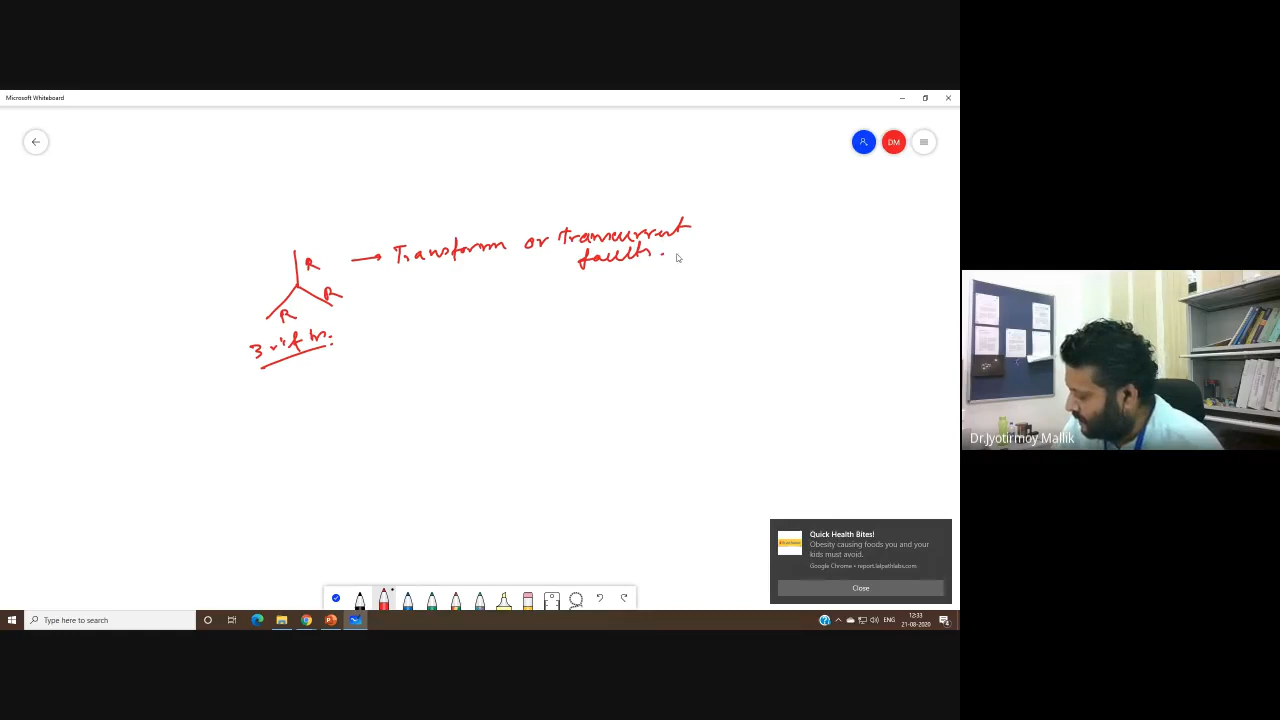 Microsoft Whiteboard
DM
R → Transform or Transcurrent
faults.
R
R
3 rifts.
Dr.Jyotirmoy Mallik
Quick Health Bites!
Obesity causing foods you and your
kids must avoid.
Google Chrome • report.lalpathlabs.com
Close
Type here to search
ENG
12:33
21-08-2020